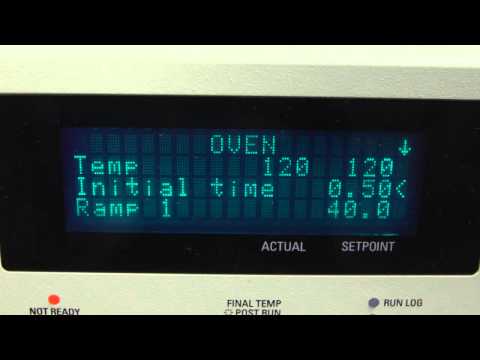 OVEN ↓
Temp 120 120
Initial time 0.50<
Ramp 1 40.0
ACTUAL SETPOINT
NOT READY
FINAL TEMP
POST RUN
RUN LOG